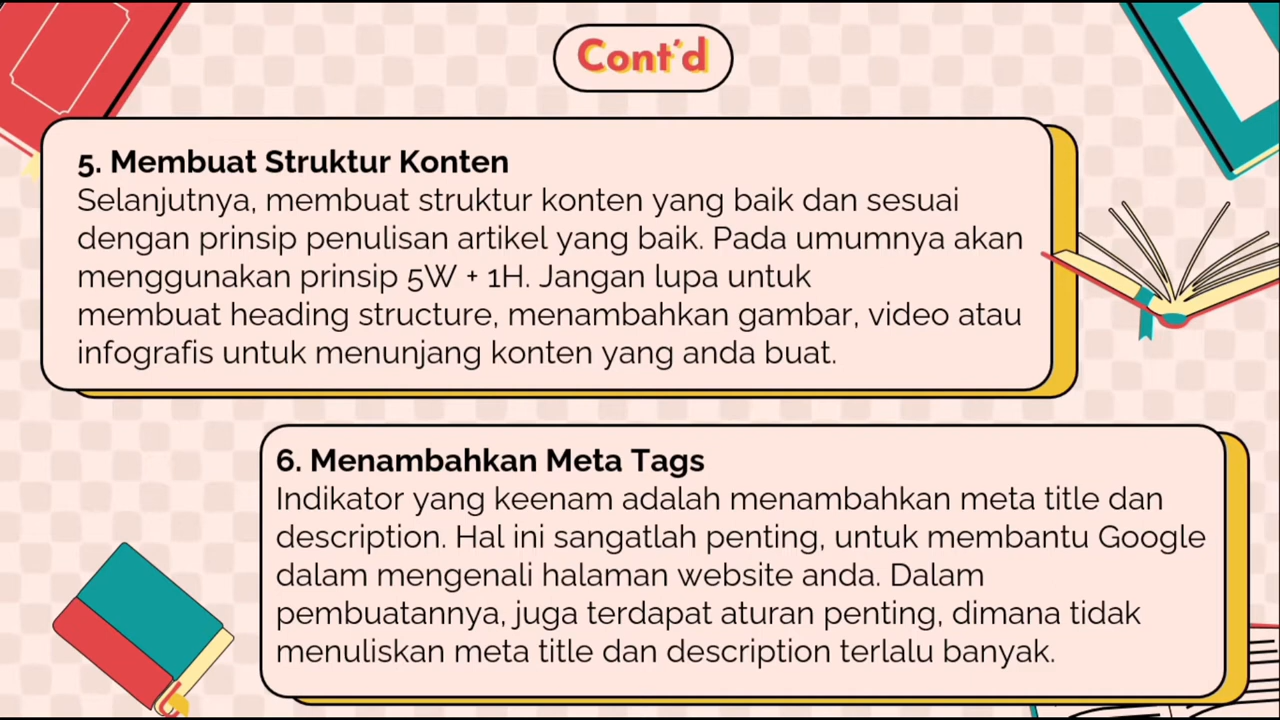 Cont'd
5. Membuat Struktur Konten
Selanjutnya, membuat struktur konten yang baik dan sesuai
dengan prinsip penulisan artikel yang baik. Pada umumnya akan
menggunakan prinsip 5W + 1H. Jangan lupa untuk
membuat heading structure, menambahkan gambar, video atau
infografis untuk menunjang konten yang anda buat.
6. Menambahkan Meta Tags
Indikator yang keenam adalah menambahkan meta title dan
description. Hal ini sangatlah penting, untuk membantu Google
dalam mengenali halaman website anda. Dalam
pembuatannya, juga terdapat aturan penting, dimana tidak
menuliskan meta title dan description terlalu banyak.